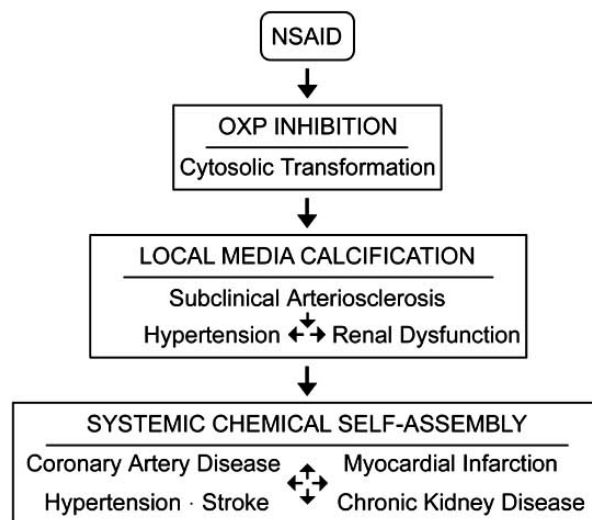 NSAID
OXP INHIBITION
Cytosolic Transformation
LOCAL MEDIA CALCIFICATION
Subclinical Arteriosclerosis
Hypertension Renal Dysfunction
SYSTEMIC CHEMICAL SELF-ASSEMBLY
Coronary Artery Disease Myocardial Infarction
Hypertension · Stroke Chronic Kidney Disease